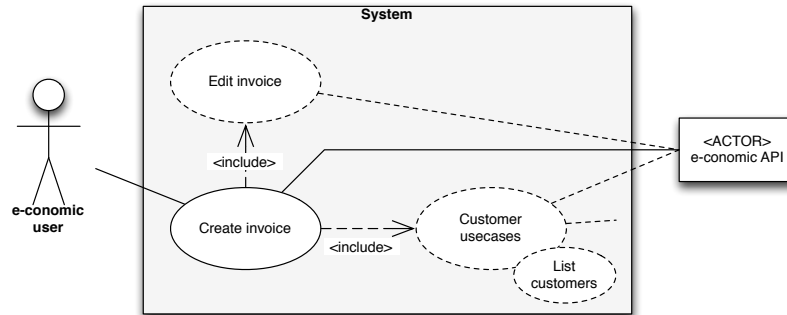 System
Edit invoice
<ACTOR>
e-conomic API
<include>
e-conomic
user
Create invoice
Customer
usecases
<include>
List
customers